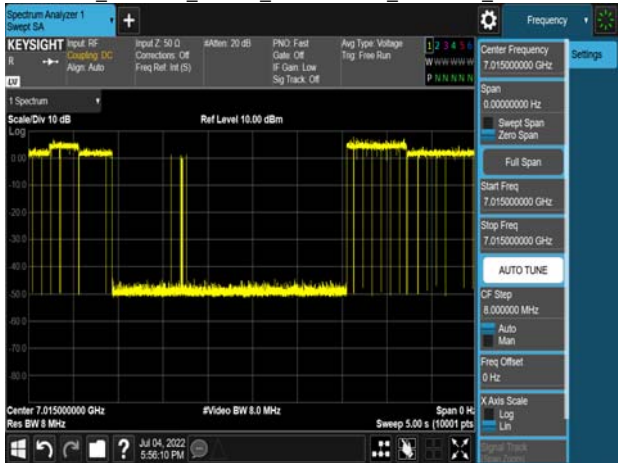 Spectrum Analyzer 1
Swept SA
+
Frequency
KEYSIGHT
Input: RF
Coupling: DC
Align: Auto
Input Z: 50 Ω
Corrections: Off
Freq Ref: Int (S)
#Atten: 20 dB
PNO: Fast
Gate: Off
IF Gain: Low
Sig Track: Off
Avg Type: Voltage
Trig: Free Run
1 2 3 4 5 6
W W W W W W
P N N N N N
R
LXI
1 Spectrum
Scale/Div 10 dB
Ref Level 10.00 dBm
Log
0.00
-10.0
-20.0
-30.0
-40.0
-50.0
-60.0
-70.0
-80.0
Center 7.015000000 GHz
#Video BW 8.0 MHz
Span 0 Hz
Res BW 8 MHz
Sweep 5.00 s (10001 pts
Jul 04, 2022
5:56:10 PM
?
Center Frequency
7.015000000 GHz
Settings
Span
0.00000000 Hz
Swept Span
Zero Span
Full Span
Start Freq
7.015000000 GHz
Stop Freq
7.015000000 GHz
AUTO TUNE
CF Step
8.000000 MHz
Auto
Man
Freq Offset
0 Hz
X Axis Scale
Log
Lin
Signal Track
(Span Zoom)